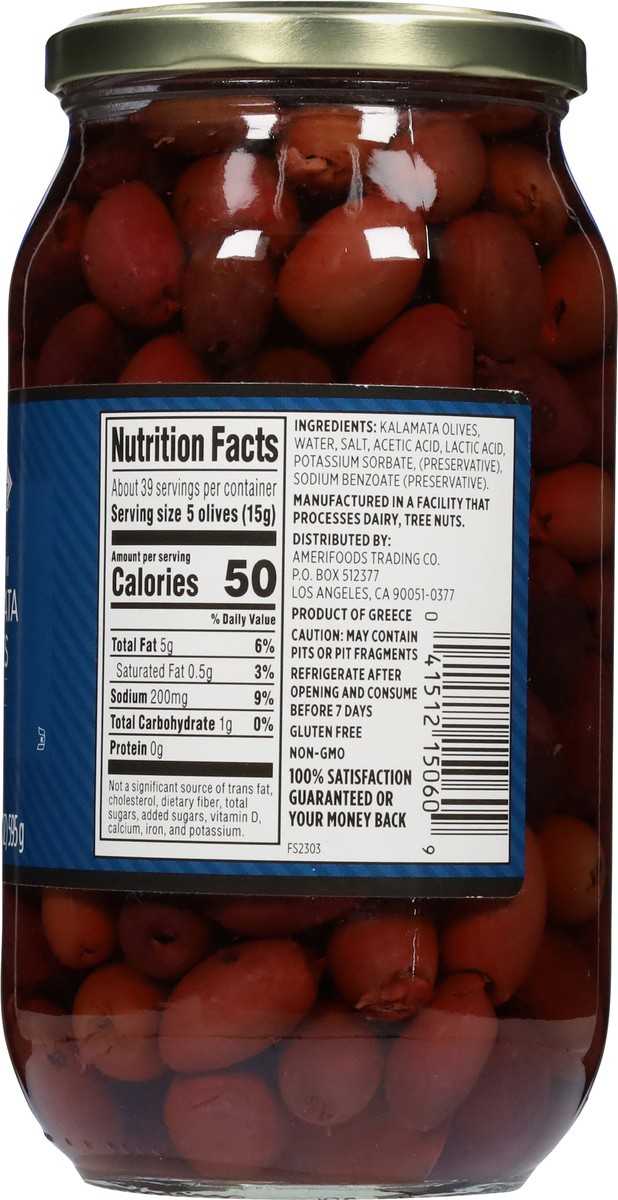 ATA
S
595g
Nutrition Facts
About 39 servings per container
Serving size 5 olives (15g)
Amount per serving
Calories 50
% Daily Value
Total Fat 5g 6%
Saturated Fat 0.5g 3%
Sodium 200mg 9%
Total Carbohydrate 1g 0%
Protein 0g
Not a significant source of trans fat,
cholesterol, dietary fiber, total
sugars, added sugars, vitamin D,
calcium, iron, and potassium.
INGREDIENTS: KALAMATA OLIVES,
WATER, SALT, ACETIC ACID, LACTIC ACID,
POTASSIUM SORBATE, (PRESERVATIVE),
SODIUM BENZOATE (PRESERVATIVE).
MANUFACTURED IN A FACILITY THAT
PROCESSES DAIRY, TREE NUTS.
DISTRIBUTED BY:
AMERIFOODS TRADING CO.
P.O. BOX 512377
LOS ANGELES, CA 90051-0377
PRODUCT OF GREECE
CAUTION: MAY CONTAIN
PITS OR PIT FRAGMENTS
REFRIGERATE AFTER
OPENING AND CONSUME
BEFORE 7 DAYS
GLUTEN FREE
NON-GMO
100% SATISFACTION
GUARANTEED OR
YOUR MONEY BACK
FS2303
0 41512 15060 9